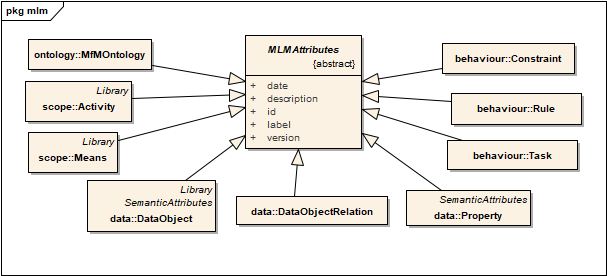 pkg mlm
MLMAttributes
{abstract}
+ date
+ description
+ id
+ label
+ version
ontology::MfMOntology
Library
scope::Activity
Library
scope::Means
Library
SemanticAttributes
data::DataObject
data::DataObjectRelation
SemanticAttributes
data::Property
behaviour::Constraint
behaviour::Rule
behaviour::Task